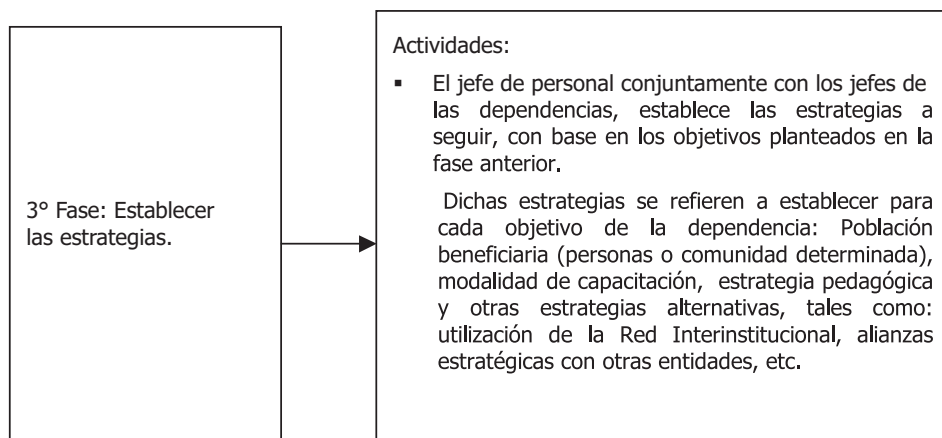 3° Fase: Establecer
las estrategias.
Actividades:
▪ El jefe de personal conjuntamente con los jefes de
las dependencias, establece las estrategias a
seguir, con base en los objetivos planteados en la
fase anterior.
Dichas estrategias se refieren a establecer para
cada objetivo de la dependencia: Población
beneficiaria (personas o comunidad determinada),
modalidad de capacitación, estrategia pedagógica
y otras estrategias alternativas, tales como:
utilización de la Red Interinstitucional, alianzas
estratégicas con otras entidades, etc.